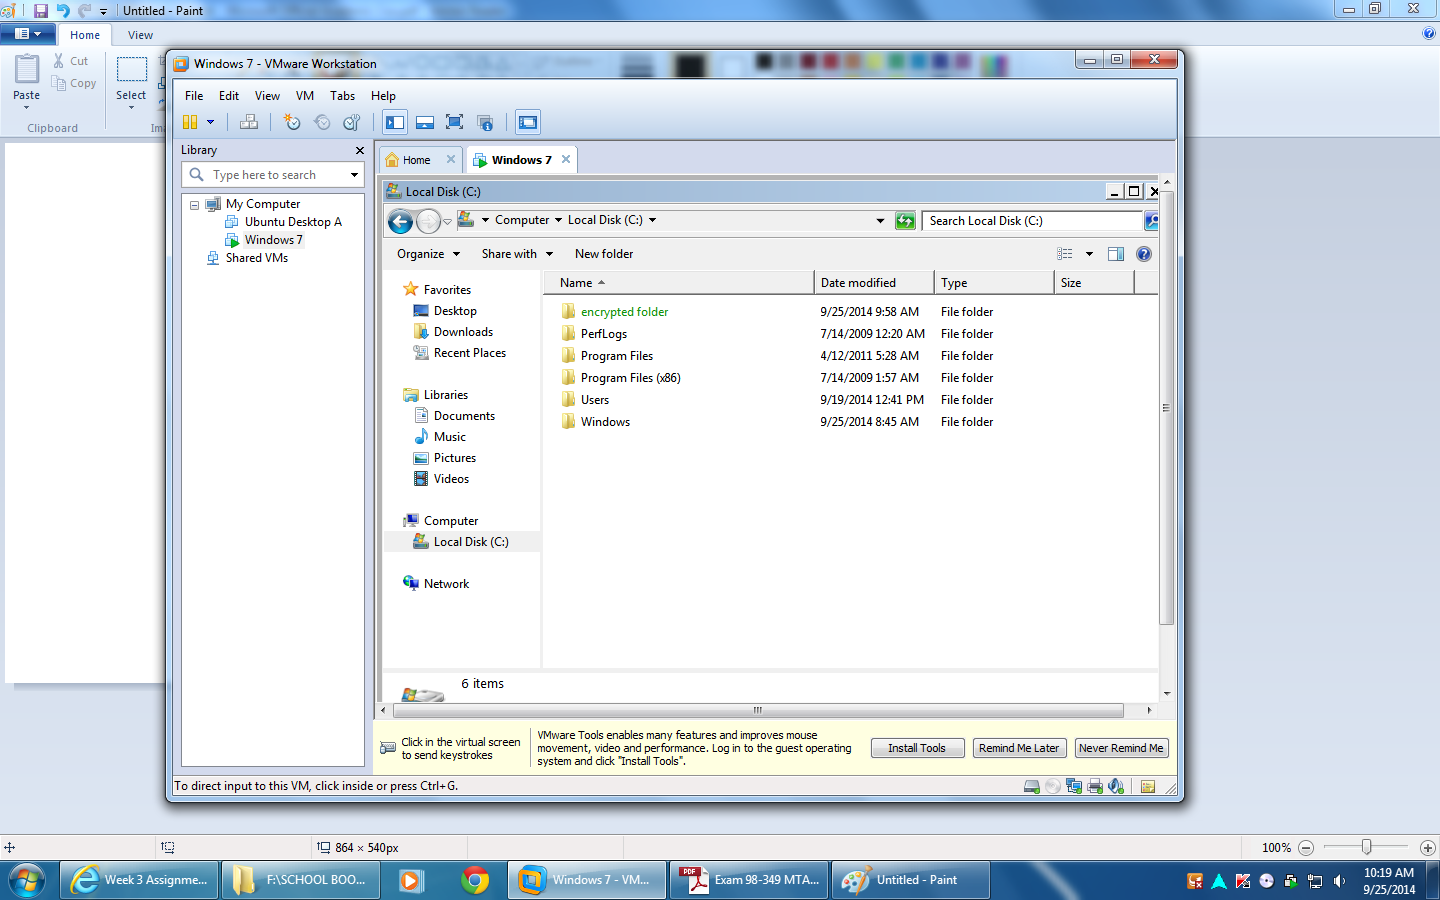 Untitled - Paint
Home View
Cut
Copy
Paste
Select
Clipboard
Windows 7 - VMware Workstation
File Edit View VM Tabs Help
Library
Type here to search
My Computer
Ubuntu Desktop A
Windows 7
Shared VMs
Home
Windows 7
Local Disk (C:)
Computer Local Disk (C:)
Search Local Disk (C:)
Organize Share with New folder
Favorites
Desktop
Downloads
Recent Places
Libraries
Documents
Music
Pictures
Videos
Computer
Local Disk (C:)
Network
Name Date modified Type Size
encrypted folder 9/25/2014 9:58 AM File folder
PerfLogs 7/14/2009 12:20 AM File folder
Program Files 4/12/2011 5:28 AM File folder
Program Files (x86) 7/14/2009 1:57 AM File folder
Users 9/19/2014 12:41 PM File folder
Windows 9/25/2014 8:45 AM File folder
6 items
Click in the virtual screen
to send keystrokes
VMware Tools enables many features and improves mouse
movement, video and performance. Log in to the guest operating
system and click "Install Tools".
Install Tools
Remind Me Later
Never Remind Me
To direct input to this VM, click inside or press Ctrl+G.
864 × 540px
100%
Week 3 Assignme...
F:\SCHOOL BOO...
Windows 7 - VM...
PDF
Exam 98-349 MTA...
Untitled - Paint
10:19 AM
9/25/2014